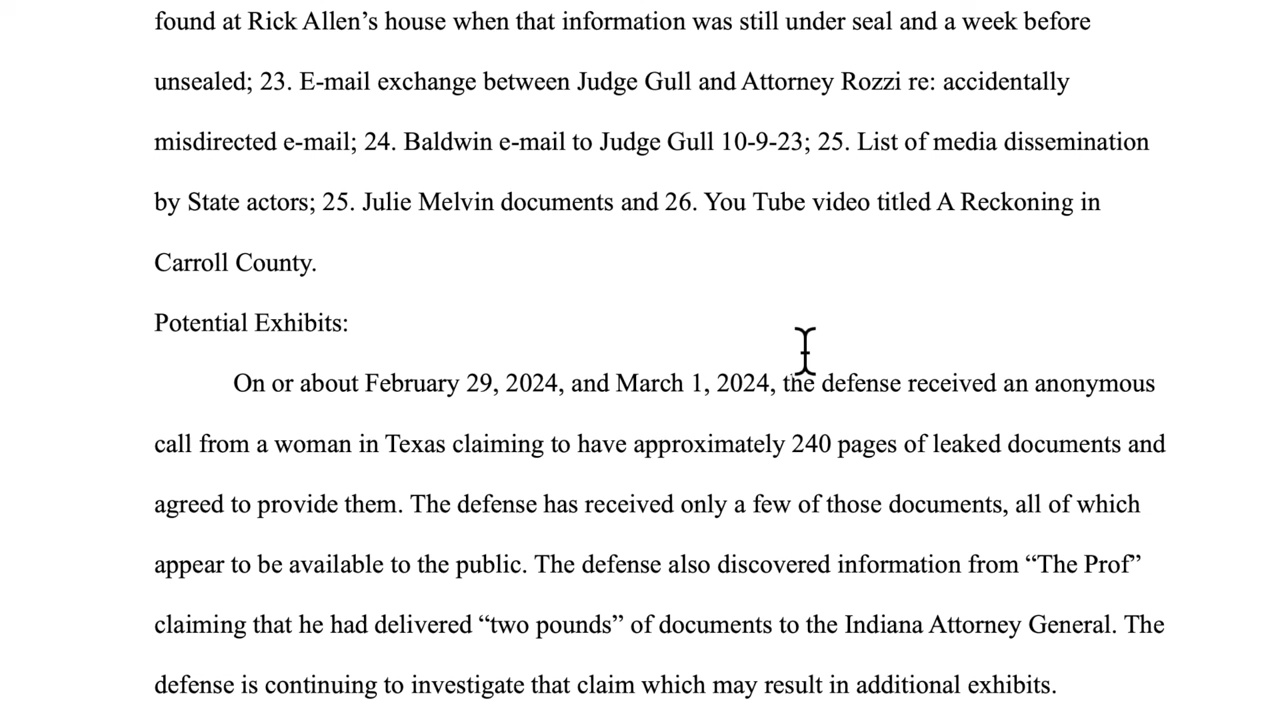 found at Rick Allen’s house when that information was still under seal and a week before
unsealed; 23. E-mail exchange between Judge Gull and Attorney Rozzi re: accidentally
misdirected e-mail; 24. Baldwin e-mail to Judge Gull 10-9-23; 25. List of media dissemination
by State actors; 25. Julie Melvin documents and 26. You Tube video titled A Reckoning in
Carroll County.
Potential Exhibits:
On or about February 29, 2024, and March 1, 2024, the defense received an anonymous
call from a woman in Texas claiming to have approximately 240 pages of leaked documents and
agreed to provide them. The defense has received only a few of those documents, all of which
appear to be available to the public. The defense also discovered information from “The Prof”
claiming that he had delivered “two pounds” of documents to the Indiana Attorney General. The
defense is continuing to investigate that claim which may result in additional exhibits.